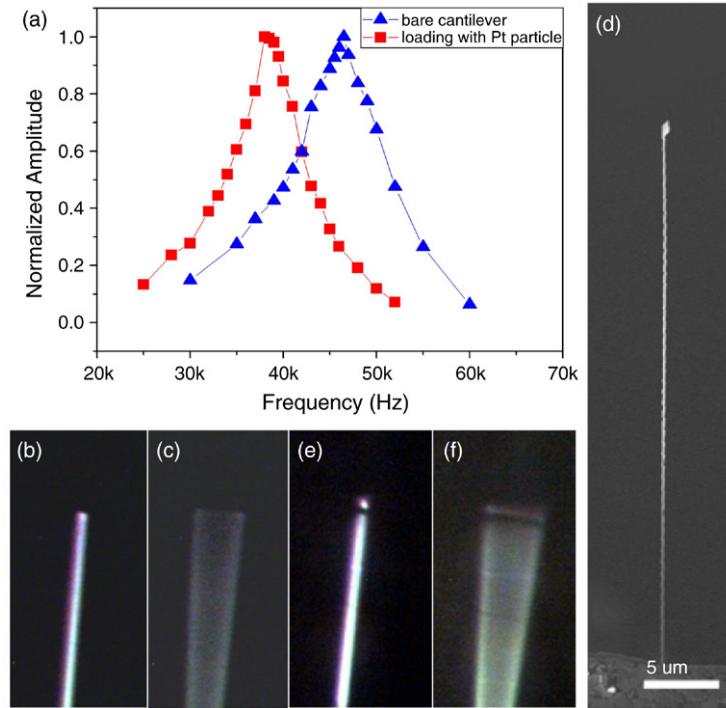 (a)
bare cantilever
loading with Pt particle
1.0
0.8
0.6
0.4
0.2
0.0
Normalized Amplitude
20k 30k 40k 50k 60k 70k
Frequency (Hz)
(b)
(c)
(e)
(f)
(d)
5 um